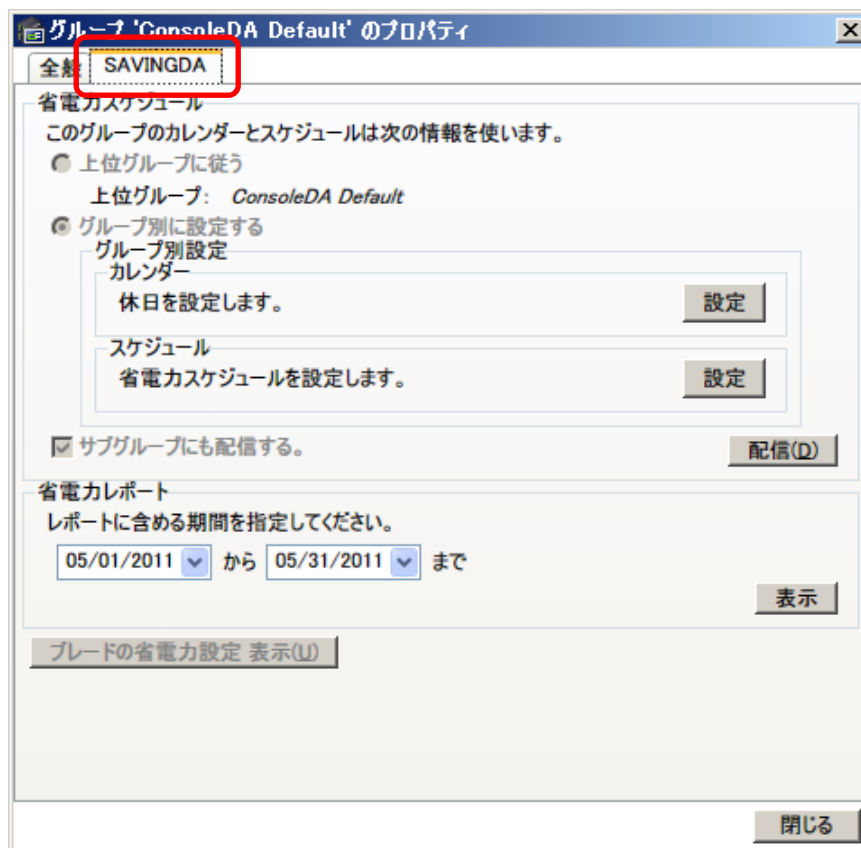 グループ 'ConsoleDA Default' のプロパティ
全般 SAVINGDA
省電力スケジュール
このグループのカレンダーとスケジュールは次の情報を使います。
上位グループに従う
上位グループ: ConsoleDA Default
グループ別に設定する
グループ別設定
カレンダー
休日を設定します。 設定
スケジュール
省電力スケジュールを設定します。 設定
サブグループにも配信する。 配信(D)
省電力レポート
レポートに含める期間を指定してください。
05/01/2011 から 05/31/2011 まで
表示
ブレードの省電力設定 表示(U)
閉じる